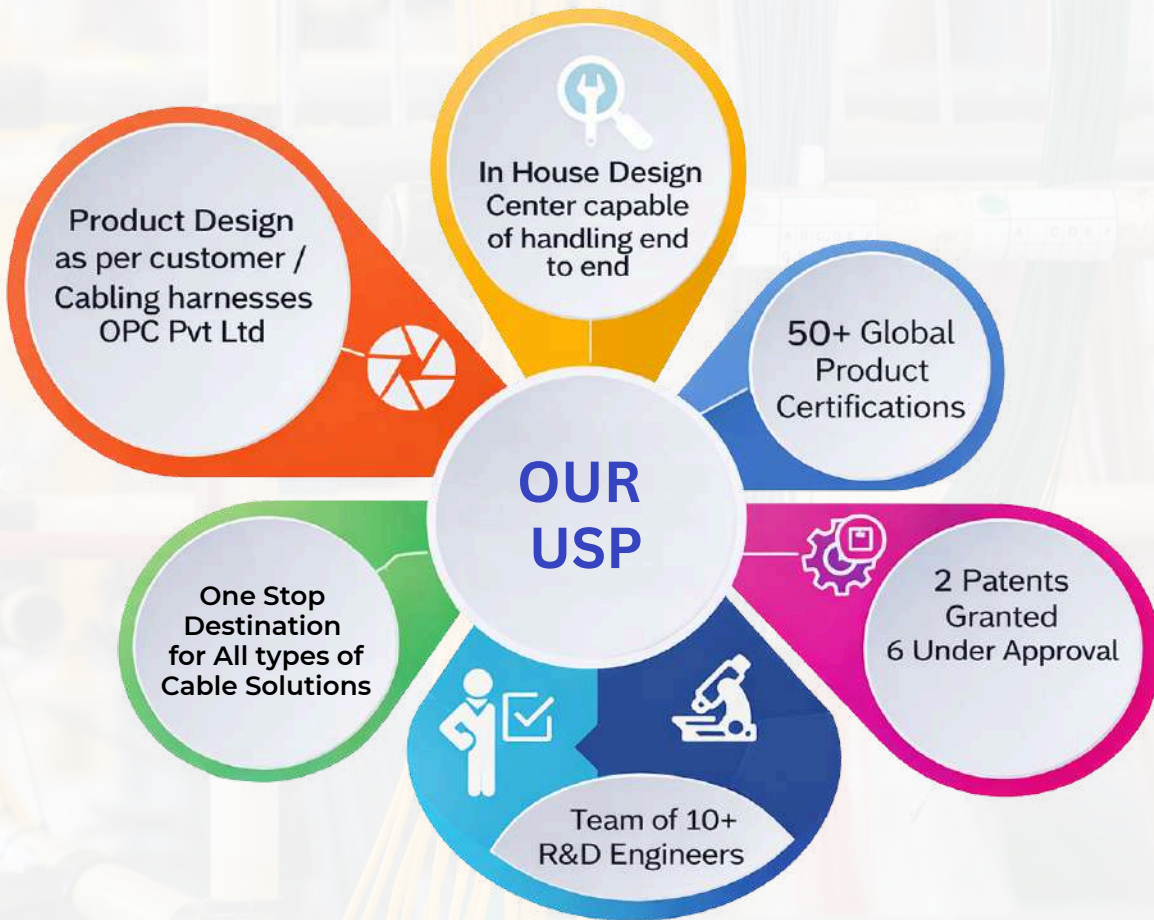 In House Design
Center capable
of handling end
to end
Product Design
as per customer /
Cabling harnesses
OPC Pvt Ltd
50+ Global
Product
Certifications
OUR
USP
2 Patents
Granted
6 Under Approval
One Stop
Destination
for All types of
Cable Solutions
Team of 10+
R&D Engineers